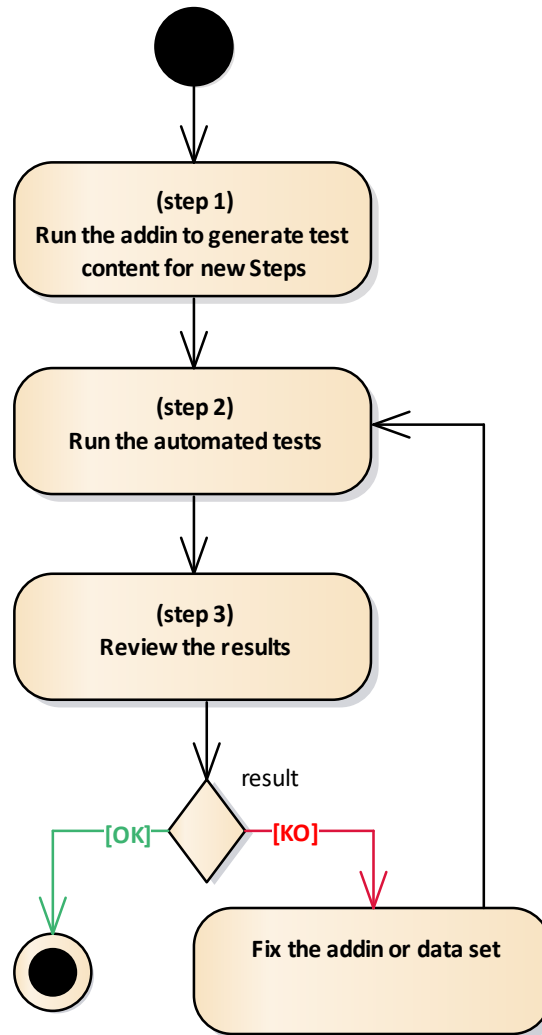 (step 1)
Run the addin to generate test
content for new Steps
(step 2)
Run the automated tests
(step 3)
Review the results
result
[OK]
[KO]
Fix the addin or data set